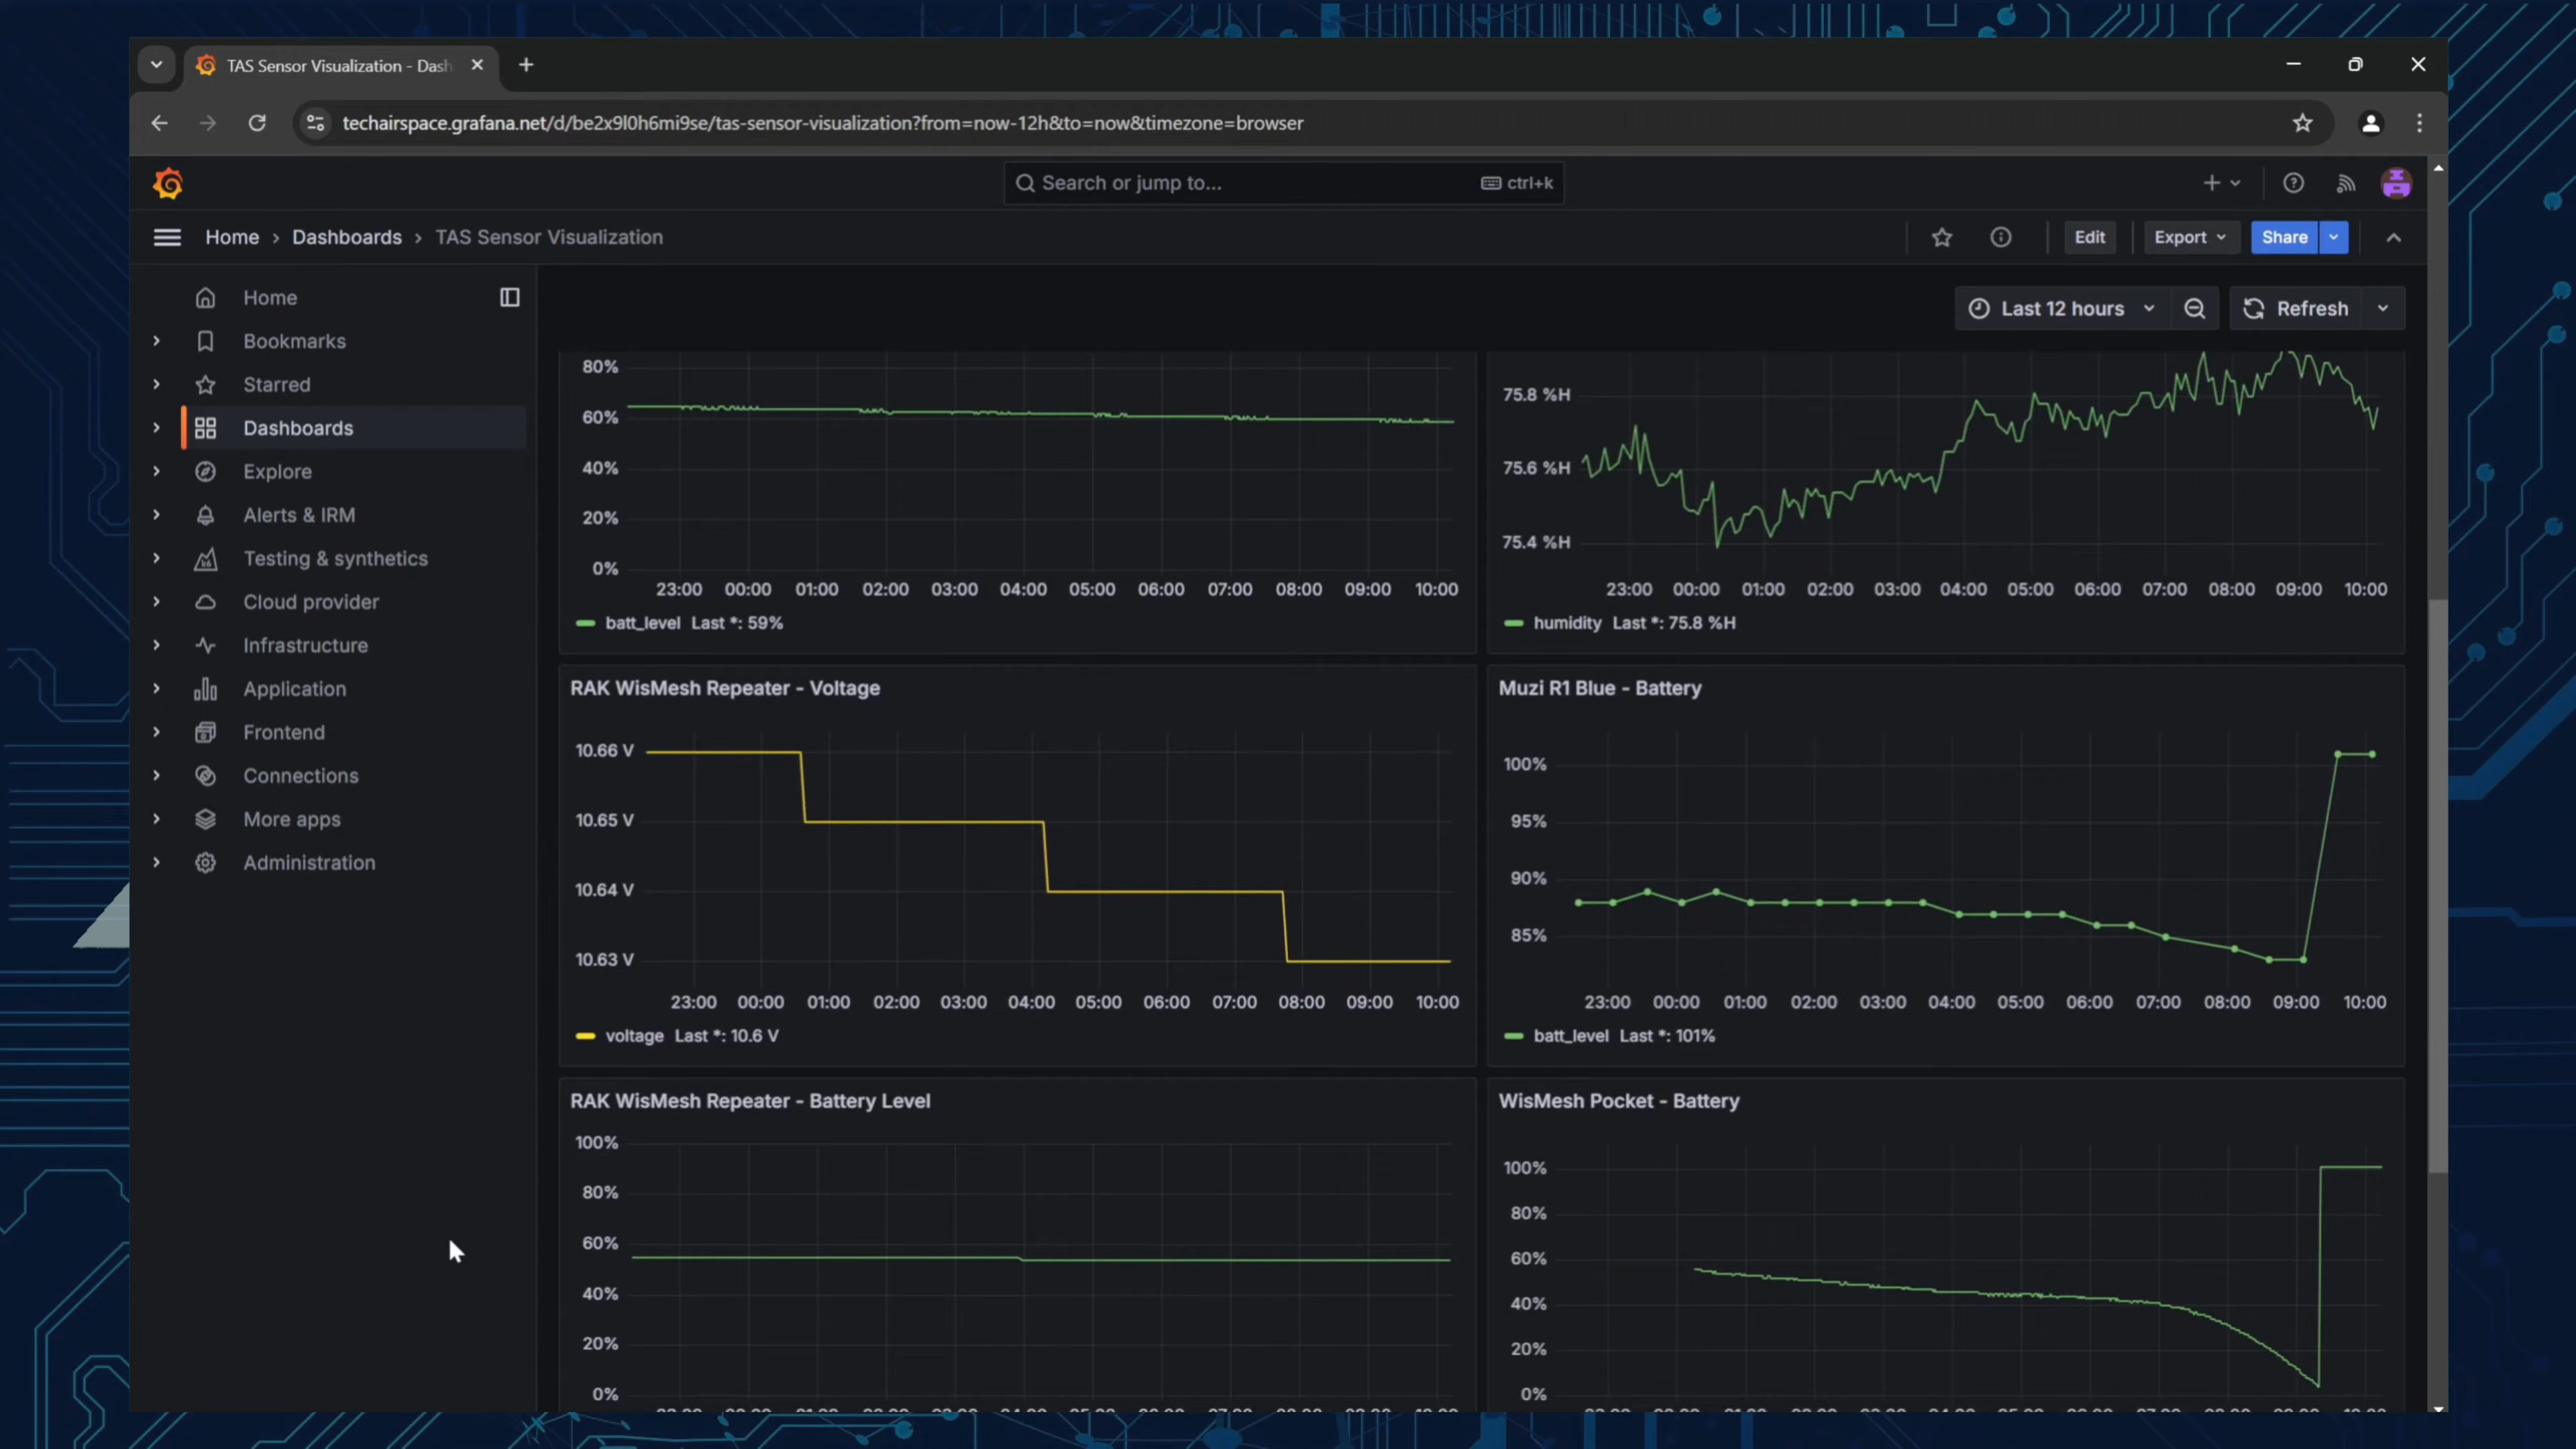 TAS Sensor Visualization - Dash
techairspace.grafana.net/d/be2x9l0h6mi9se/tas-sensor-visualization?from=now-12h&to=now&timezone=browser
Search or jump to...
ctrl+k
Home
Dashboards
TAS Sensor Visualization
Edit
Export
Share
Home
Bookmarks
Starred
Dashboards
Explore
Alerts & IRM
Testing & synthetics
Cloud provider
Infrastructure
Application
Frontend
Connections
More apps
Administration
Last 12 hours
Refresh
80%
60%
40%
20%
0%
23:00 00:00 01:00 02:00 03:00 04:00 05:00 06:00 07:00 08:00 09:00 10:00
batt_level Last *: 59%
75.8 %H
75.6 %H
75.4 %H
23:00 00:00 01:00 02:00 03:00 04:00 05:00 06:00 07:00 08:00 09:00 10:00
humidity Last *: 75.8 %H
RAK WisMesh Repeater - Voltage
10.66 V
10.65 V
10.64 V
10.63 V
23:00 00:00 01:00 02:00 03:00 04:00 05:00 06:00 07:00 08:00 09:00 10:00
voltage Last *: 10.6 V
Muzi R1 Blue - Battery
100%
95%
90%
85%
23:00 00:00 01:00 02:00 03:00 04:00 05:00 06:00 07:00 08:00 09:00 10:00
batt_level Last *: 101%
RAK WisMesh Repeater - Battery Level
100%
80%
60%
40%
20%
0%
WisMesh Pocket - Battery
100%
80%
60%
40%
20%
0%